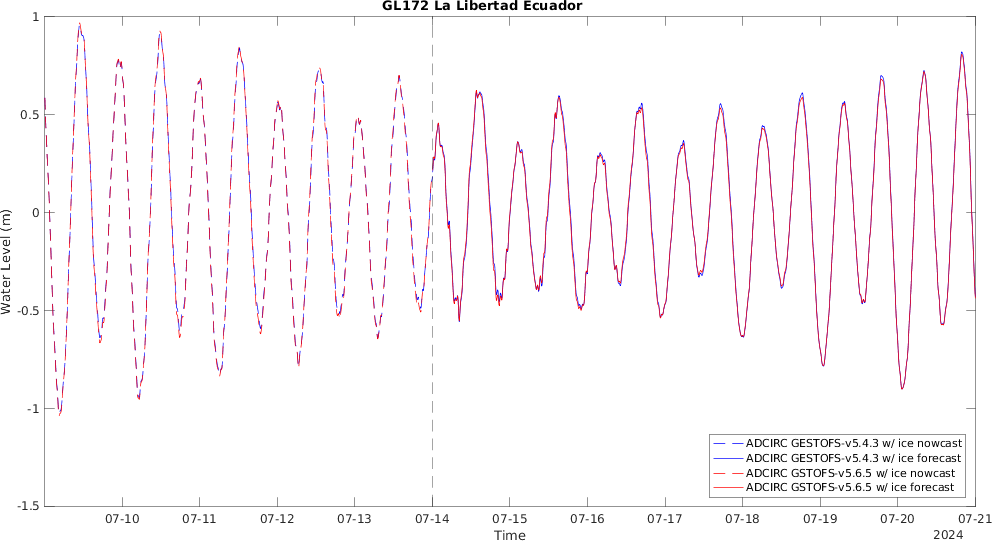 GL172 La Libertad Ecuador
1
0.5
0
-0.5
-1
-1.5
Water Level (m)
07-10 07-11 07-12 07-13 07-14 07-15 07-16 07-17 07-18 07-19 07-20 07-21
Time
2024
ADCIRC GESTOFS-v5.4.3 w/ ice nowcast
ADCIRC GESTOFS-v5.4.3 w/ ice forecast
ADCIRC GSTOFS-v5.6.5 w/ ice nowcast
ADCIRC GSTOFS-v5.6.5 w/ ice forecast